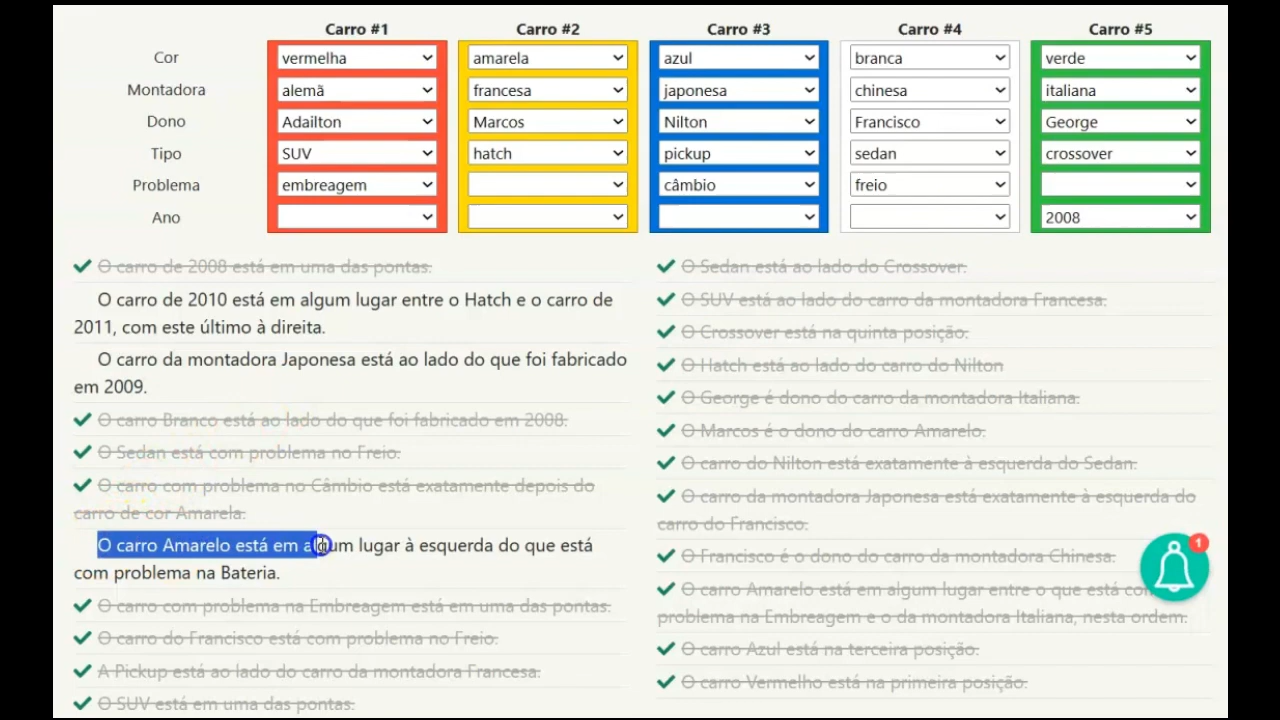 Carro #1 Carro #2 Carro #3 Carro #4 Carro #5
Cor vermelha amarela azul branca verde
Montadora alemã francesa japonesa chinesa italiana
Dono Adailton Marcos Nilton Francisco George
Tipo SUV hatch pickup sedan crossover
Problema embreagem câmbio freio
Ano 2008
O carro de 2008 está em uma das pontas.
O carro de 2010 está em algum lugar entre o Hatch e o carro de
2011, com este último à direita.
O carro da montadora Japonesa está ao lado do que foi fabricado
em 2009.
O carro Branco está ao lado do que foi fabricado em 2008.
O Sedan está com problema no Freio.
O carro com problema no Câmbio está exatamente depois do
carro de cor Amarela.
O carro Amarelo está em algum lugar à esquerda do que está
com problema na Bateria.
O carro com problema na Embreagem está em uma das pontas.
O carro do Francisco está com problema no Freio.
A Pickup está ao lado do carro da montadora Francesa.
O SUV está em uma das pontas.
O Sedan está ao lado do Crossover.
O SUV está ao lado do carro da montadora Francesa.
O Crossover está na quinta posição.
O Hatch está ao lado do carro do Nilton
O George é dono do carro da montadora Italiana.
O Marcos é o dono do carro Amarelo.
O carro do Nilton está exatamente à esquerda do Sedan.
O carro da montadora Japonesa está exatamente à esquerda do
carro do Francisco.
O Francisco é o dono do carro da montadora Chinesa.
O carro Amarelo está em algum lugar entre o que está
problema na Embreagem e o da montadora Italiana, nesta ordem.
O carro Azul está na terceira posição.
O carro Vermelho está na primeira posição.
1